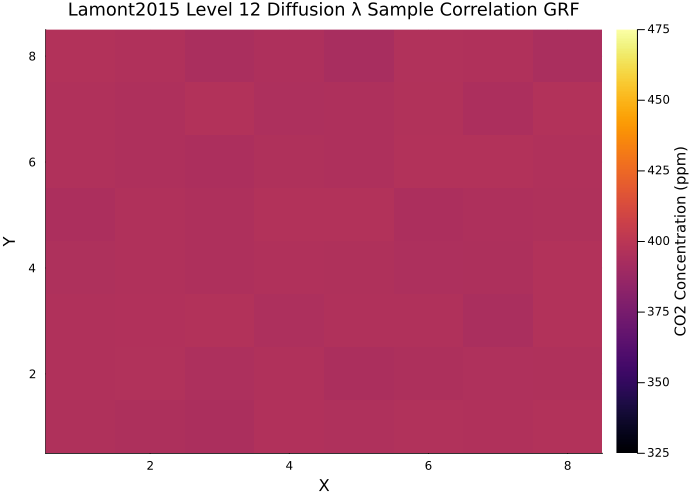 Lamont2015 Level 12 Diffusion λ Sample Correlation GRF
8
6
4
2
Y
2 4 6 8
X
475
450
425
400
375
350
325
CO2 Concentration (ppm)